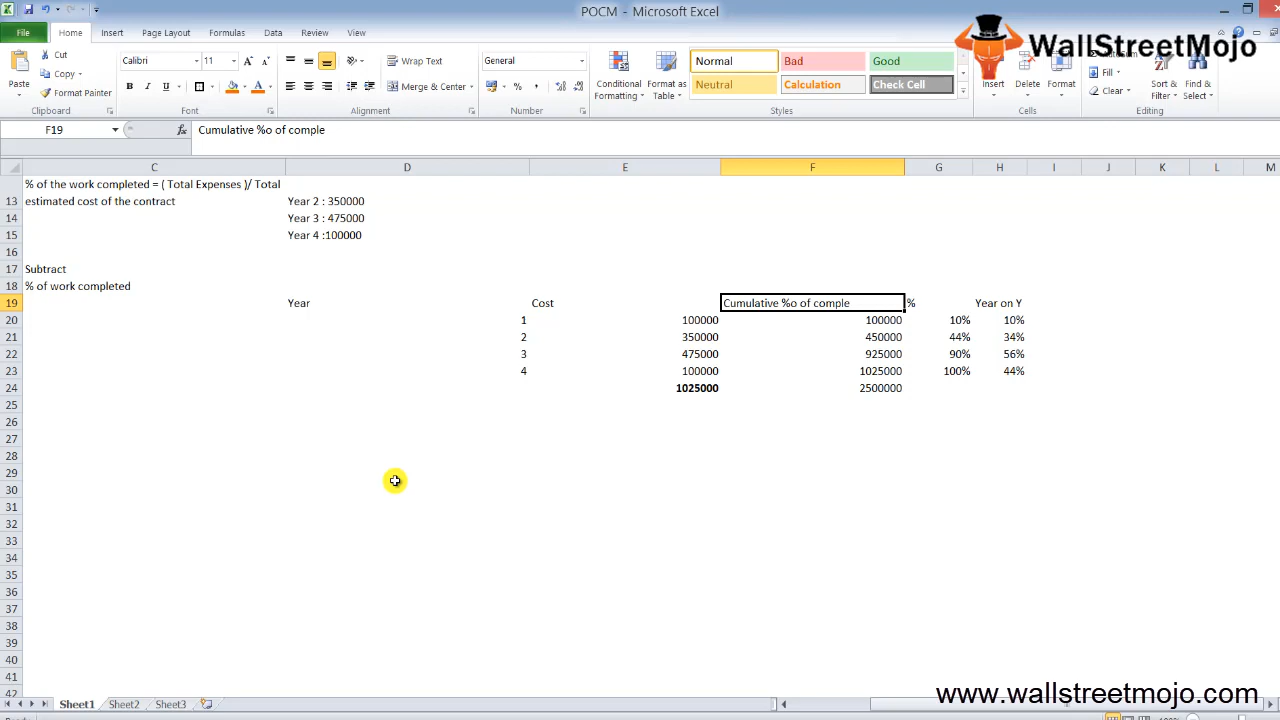 POCM - Microsoft Excel
File Home Insert Page Layout Formulas Data Review View
WallStreetMojo
Paste
Cut
Copy
Format Painter
Clipboard
Calibri 11
B I U
Font
Wrap Text
Merge & Center
Alignment
General
$ % ,
Number
Conditional Formatting
Format as Table
Normal Bad Good
Neutral Calculation Check Cell
Styles
Insert Delete Format
Cells
Fill
Clear
Sort & Filter
Find & Select
Editing
F19 fx Cumulative %o of comple
C D E F G H I J K L M
% of the work completed = ( Total Expenses )/ Total
13 estimated cost of the contract Year 2 : 350000
14 Year 3 : 475000
15 Year 4 :100000
16
17 Subtract
18 % of work completed
19 Year Cost Cumulative %o of comple % Year on Y
20 1 100000 100000 10% 10%
21 2 350000 450000 44% 34%
22 3 475000 925000 90% 56%
23 4 100000 1025000 100% 44%
24 1025000 2500000
25
26
27
28
29
30
31
32
33
34
35
36
37
38
39
40
41
42
Sheet1 Sheet2 Sheet3
www.wallstreetmojo.com